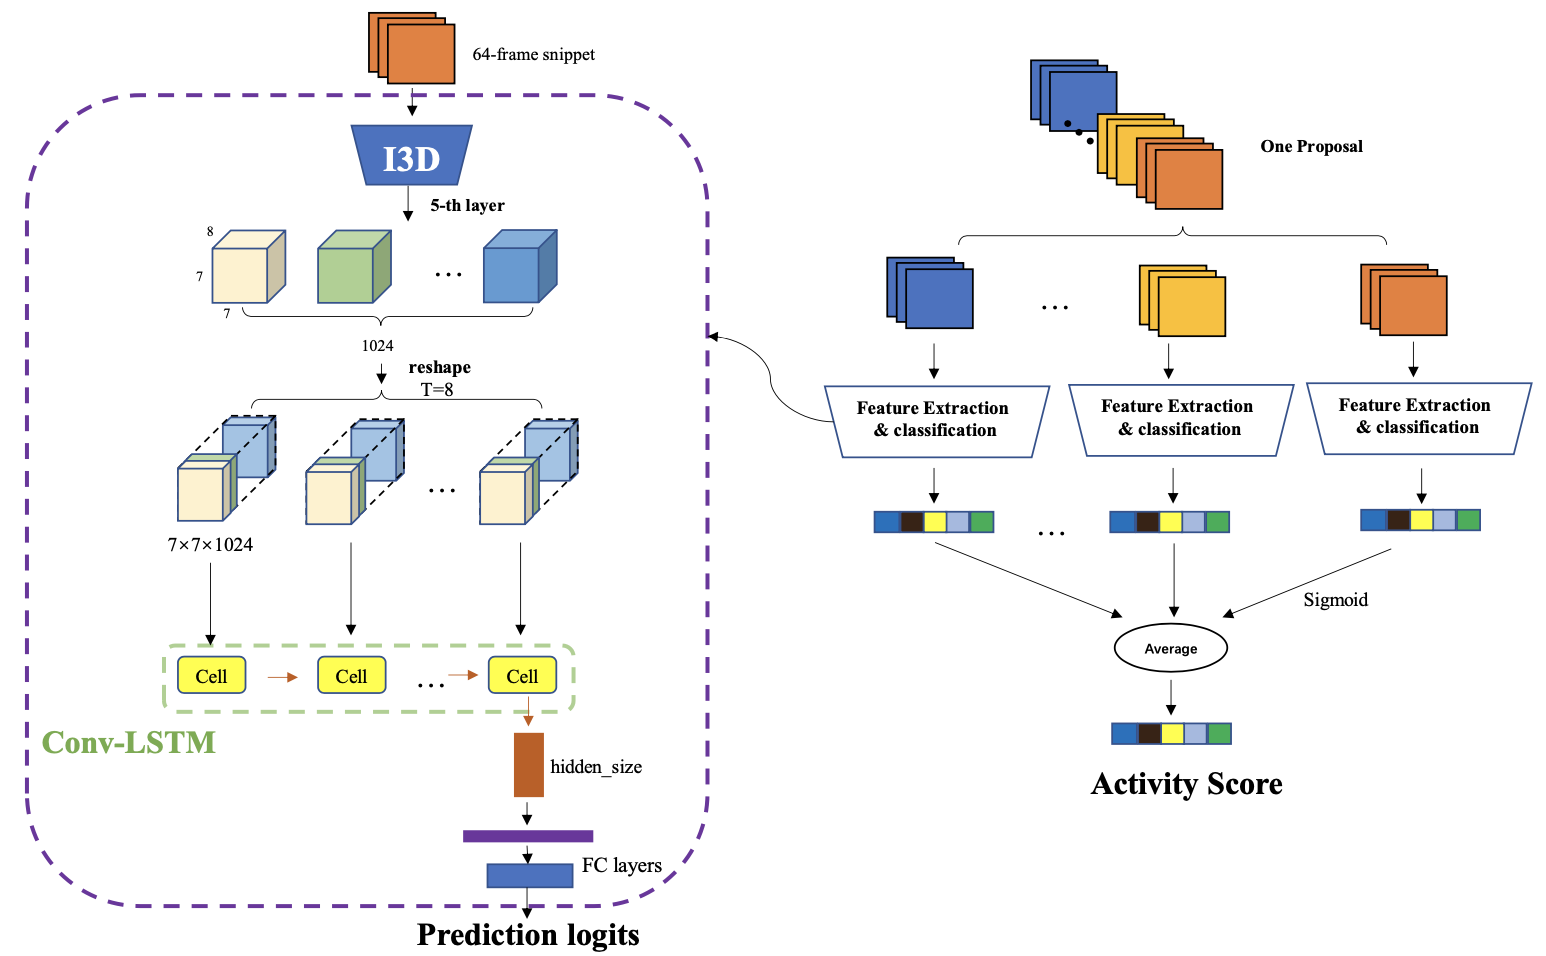 64-frame snippet
I3D
5-th layer
8
7
7
...
1024
reshape
T=8
...
7×7×1024
Cell
Cell
...
Cell
Conv-LSTM
hidden_size
FC layers
Prediction logits
One Proposal
...
Feature Extraction
& classification
Feature Extraction
& classification
Feature Extraction
& classification
...
Sigmoid
Average
Activity Score